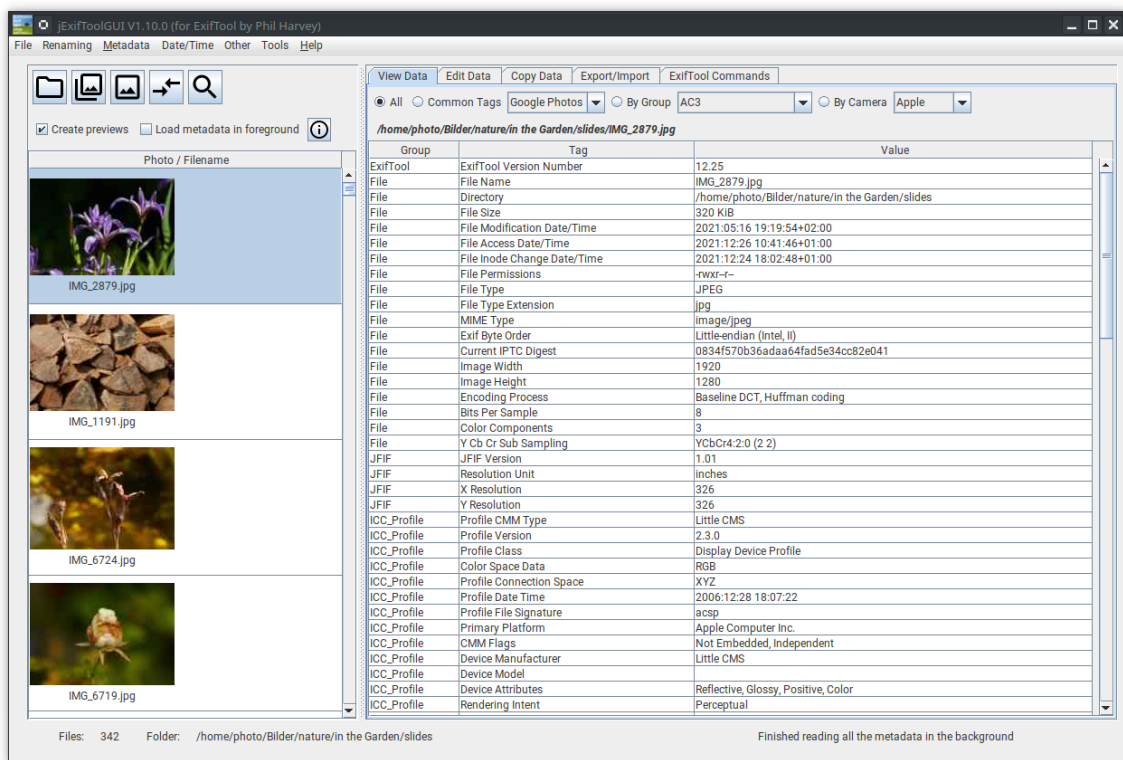 jExifToolGUI V1.10.0 (for ExifTool by Phil Harvey)
File Renaming Metadata Date/Time Other Tools Help
View Data Edit Data Copy Data Export/Import ExifTool Commands
All Common Tags Google Photos By Group AC3 By Camera Apple
Create previews Load metadata in foreground
/home/photo/Bilder/nature/in the Garden/slides/IMG_2879.jpg
Photo / Filename
IMG_2879.jpg
IMG_1191.jpg
IMG_6724.jpg
IMG_6719.jpg
Group Tag Value
ExifTool ExifTool Version Number 12.25
File File Name IMG_2879.jpg
File Directory /home/photo/Bilder/nature/in the Garden/slides
File File Size 320 KiB
File File Modification Date/Time 2021:05:16 19:19:54+02:00
File File Access Date/Time 2021:12:26 10:41:46+01:00
File File Inode Change Date/Time 2021:12:24 18:02:48+01:00
File File Permissions -rwxr--r--
File File Type JPEG
File File Type Extension jpg
File MIME Type image/jpeg
File Exif Byte Order Little-endian (Intel, II)
File Current IPTC Digest 0834f570b36adaa64fad5e34cc82e041
File Image Width 1920
File Image Height 1280
File Encoding Process Baseline DCT, Huffman coding
File Bits Per Sample 8
File Color Components 3
File Y Cb Cr Sub Sampling YCbCr4:2:0 (2 2)
JFIF JFIF Version 1.01
JFIF Resolution Unit inches
JFIF X Resolution 326
JFIF Y Resolution 326
ICC_Profile Profile CMM Type Little CMS
ICC_Profile Profile Version 2.3.0
ICC_Profile Profile Class Display Device Profile
ICC_Profile Color Space Data RGB
ICC_Profile Profile Connection Space XYZ
ICC_Profile Profile Date Time 2006:12:28 18:07:22
ICC_Profile Profile File Signature acsp
ICC_Profile Primary Platform Apple Computer Inc.
ICC_Profile CMM Flags Not Embedded, Independent
ICC_Profile Device Manufacturer Little CMS
ICC_Profile Device Model
ICC_Profile Device Attributes Reflective, Glossy, Positive, Color
ICC_Profile Rendering Intent Perceptual
Files: 342 Folder: /home/photo/Bilder/nature/in the Garden/slides Finished reading all the metadata in the background